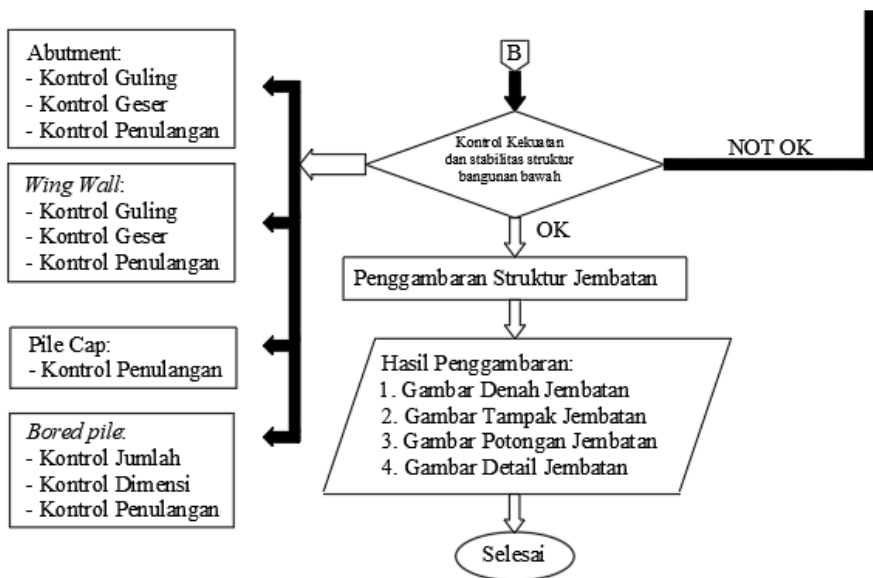 Abutment:
- Kontrol Guling
- Kontrol Geser
- Kontrol Penulangan
Wing Wall:
- Kontrol Guling
- Kontrol Geser
- Kontrol Penulangan
Pile Cap:
- Kontrol Penulangan
Bored pile:
- Kontrol Jumlah
- Kontrol Dimensi
- Kontrol Penulangan
B
Kontrol Kekuatan
dan stabilitas struktur
bangunan bawah
NOT OK
OK
Penggambaran Struktur Jembatan
Hasil Penggambaran:
1. Gambar Denah Jembatan
2. Gambar Tampak Jembatan
3. Gambar Potongan Jembatan
4. Gambar Detail Jembatan
Selesai